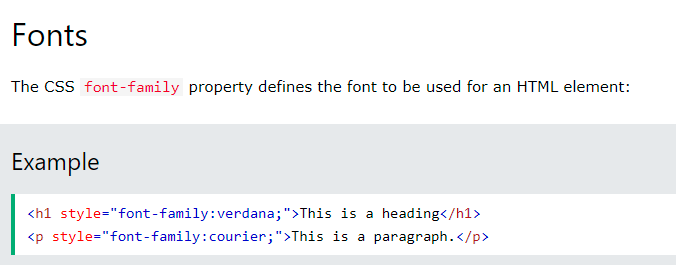 Fonts
The CSS font-family property defines the font to be used for an HTML element:
Example
<h1 style="font-family:verdana;">This is a heading</h1>
<p style="font-family:courier;">This is a paragraph.</p>